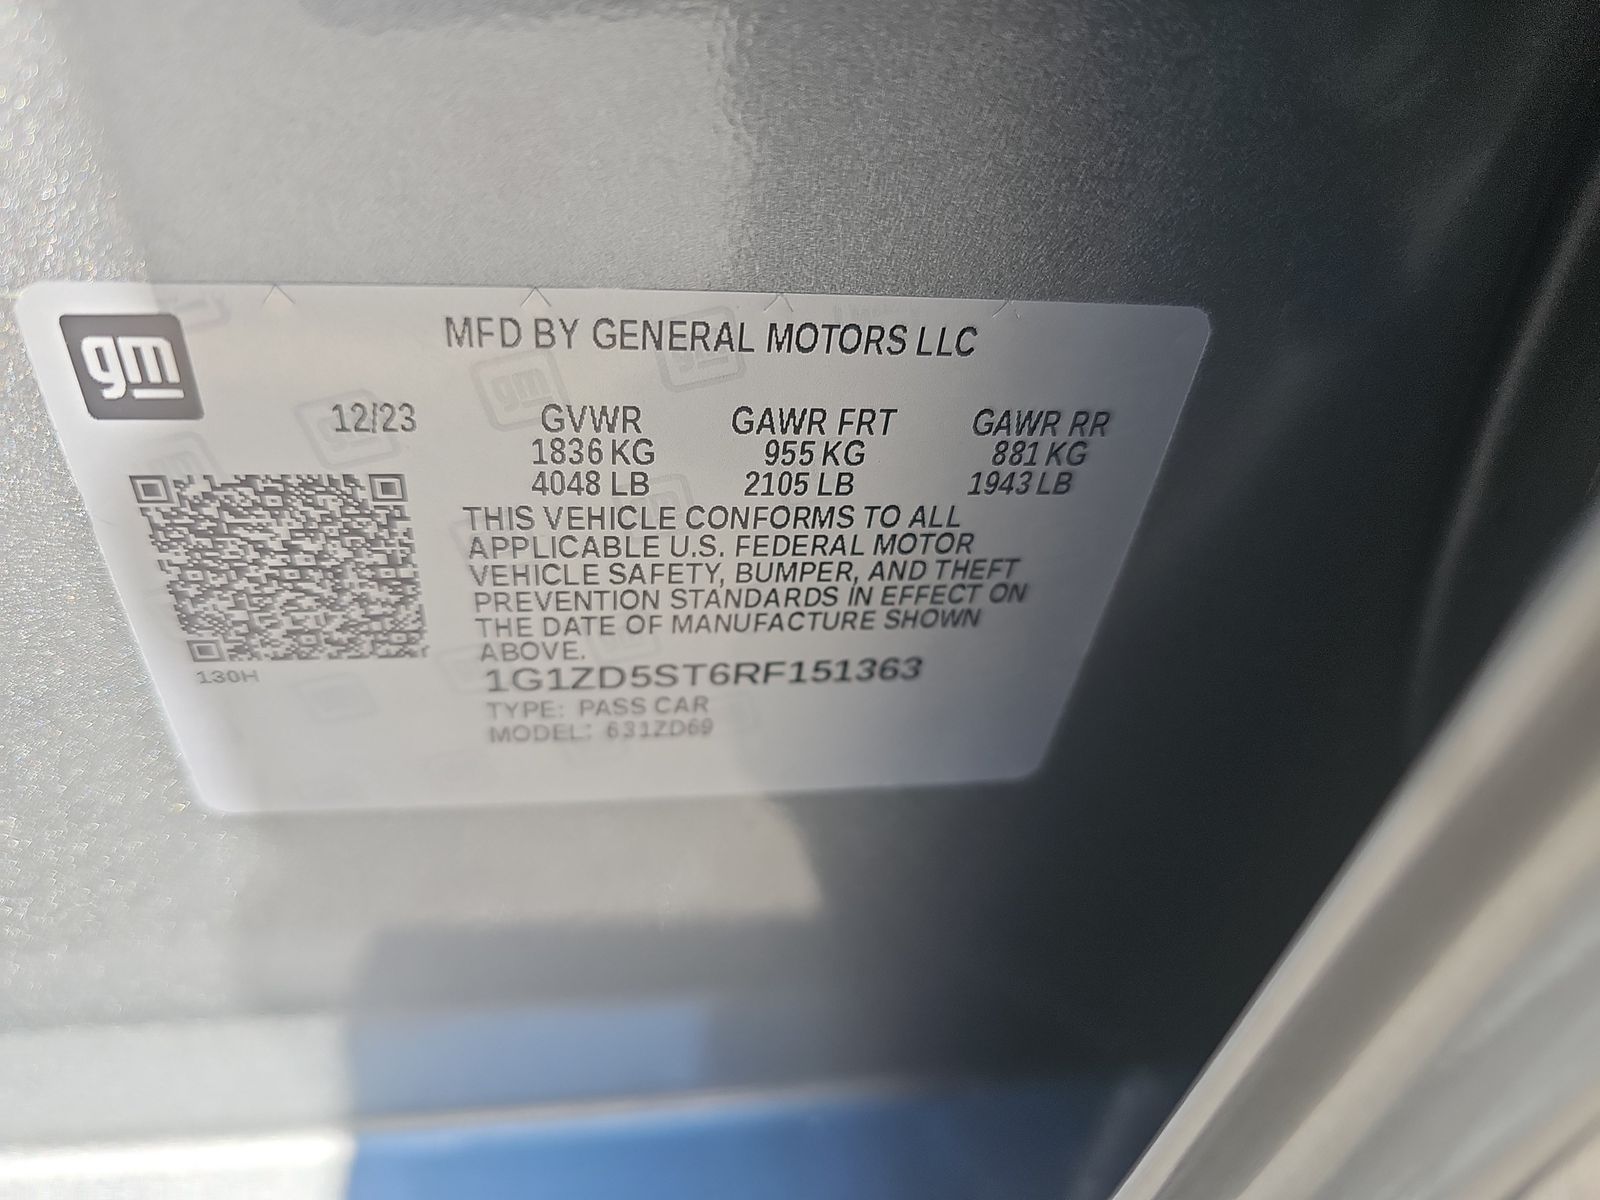 gm
MFD BY GENERAL MOTORS LLC
12/23 GVWR GAWR FRT GAWR RR
1836 KG 955 KG 881 KG
4048 LB 2105 LB 1943 LB
THIS VEHICLE CONFORMS TO ALL
APPLICABLE U.S. FEDERAL MOTOR
VEHICLE SAFETY, BUMPER, AND THEFT
PREVENTION STANDARDS IN EFFECT ON
THE DATE OF MANUFACTURE SHOWN
ABOVE.
130H
1G1ZD5ST6RF151363
TYPE: PASS CAR
MODEL: 631ZD69